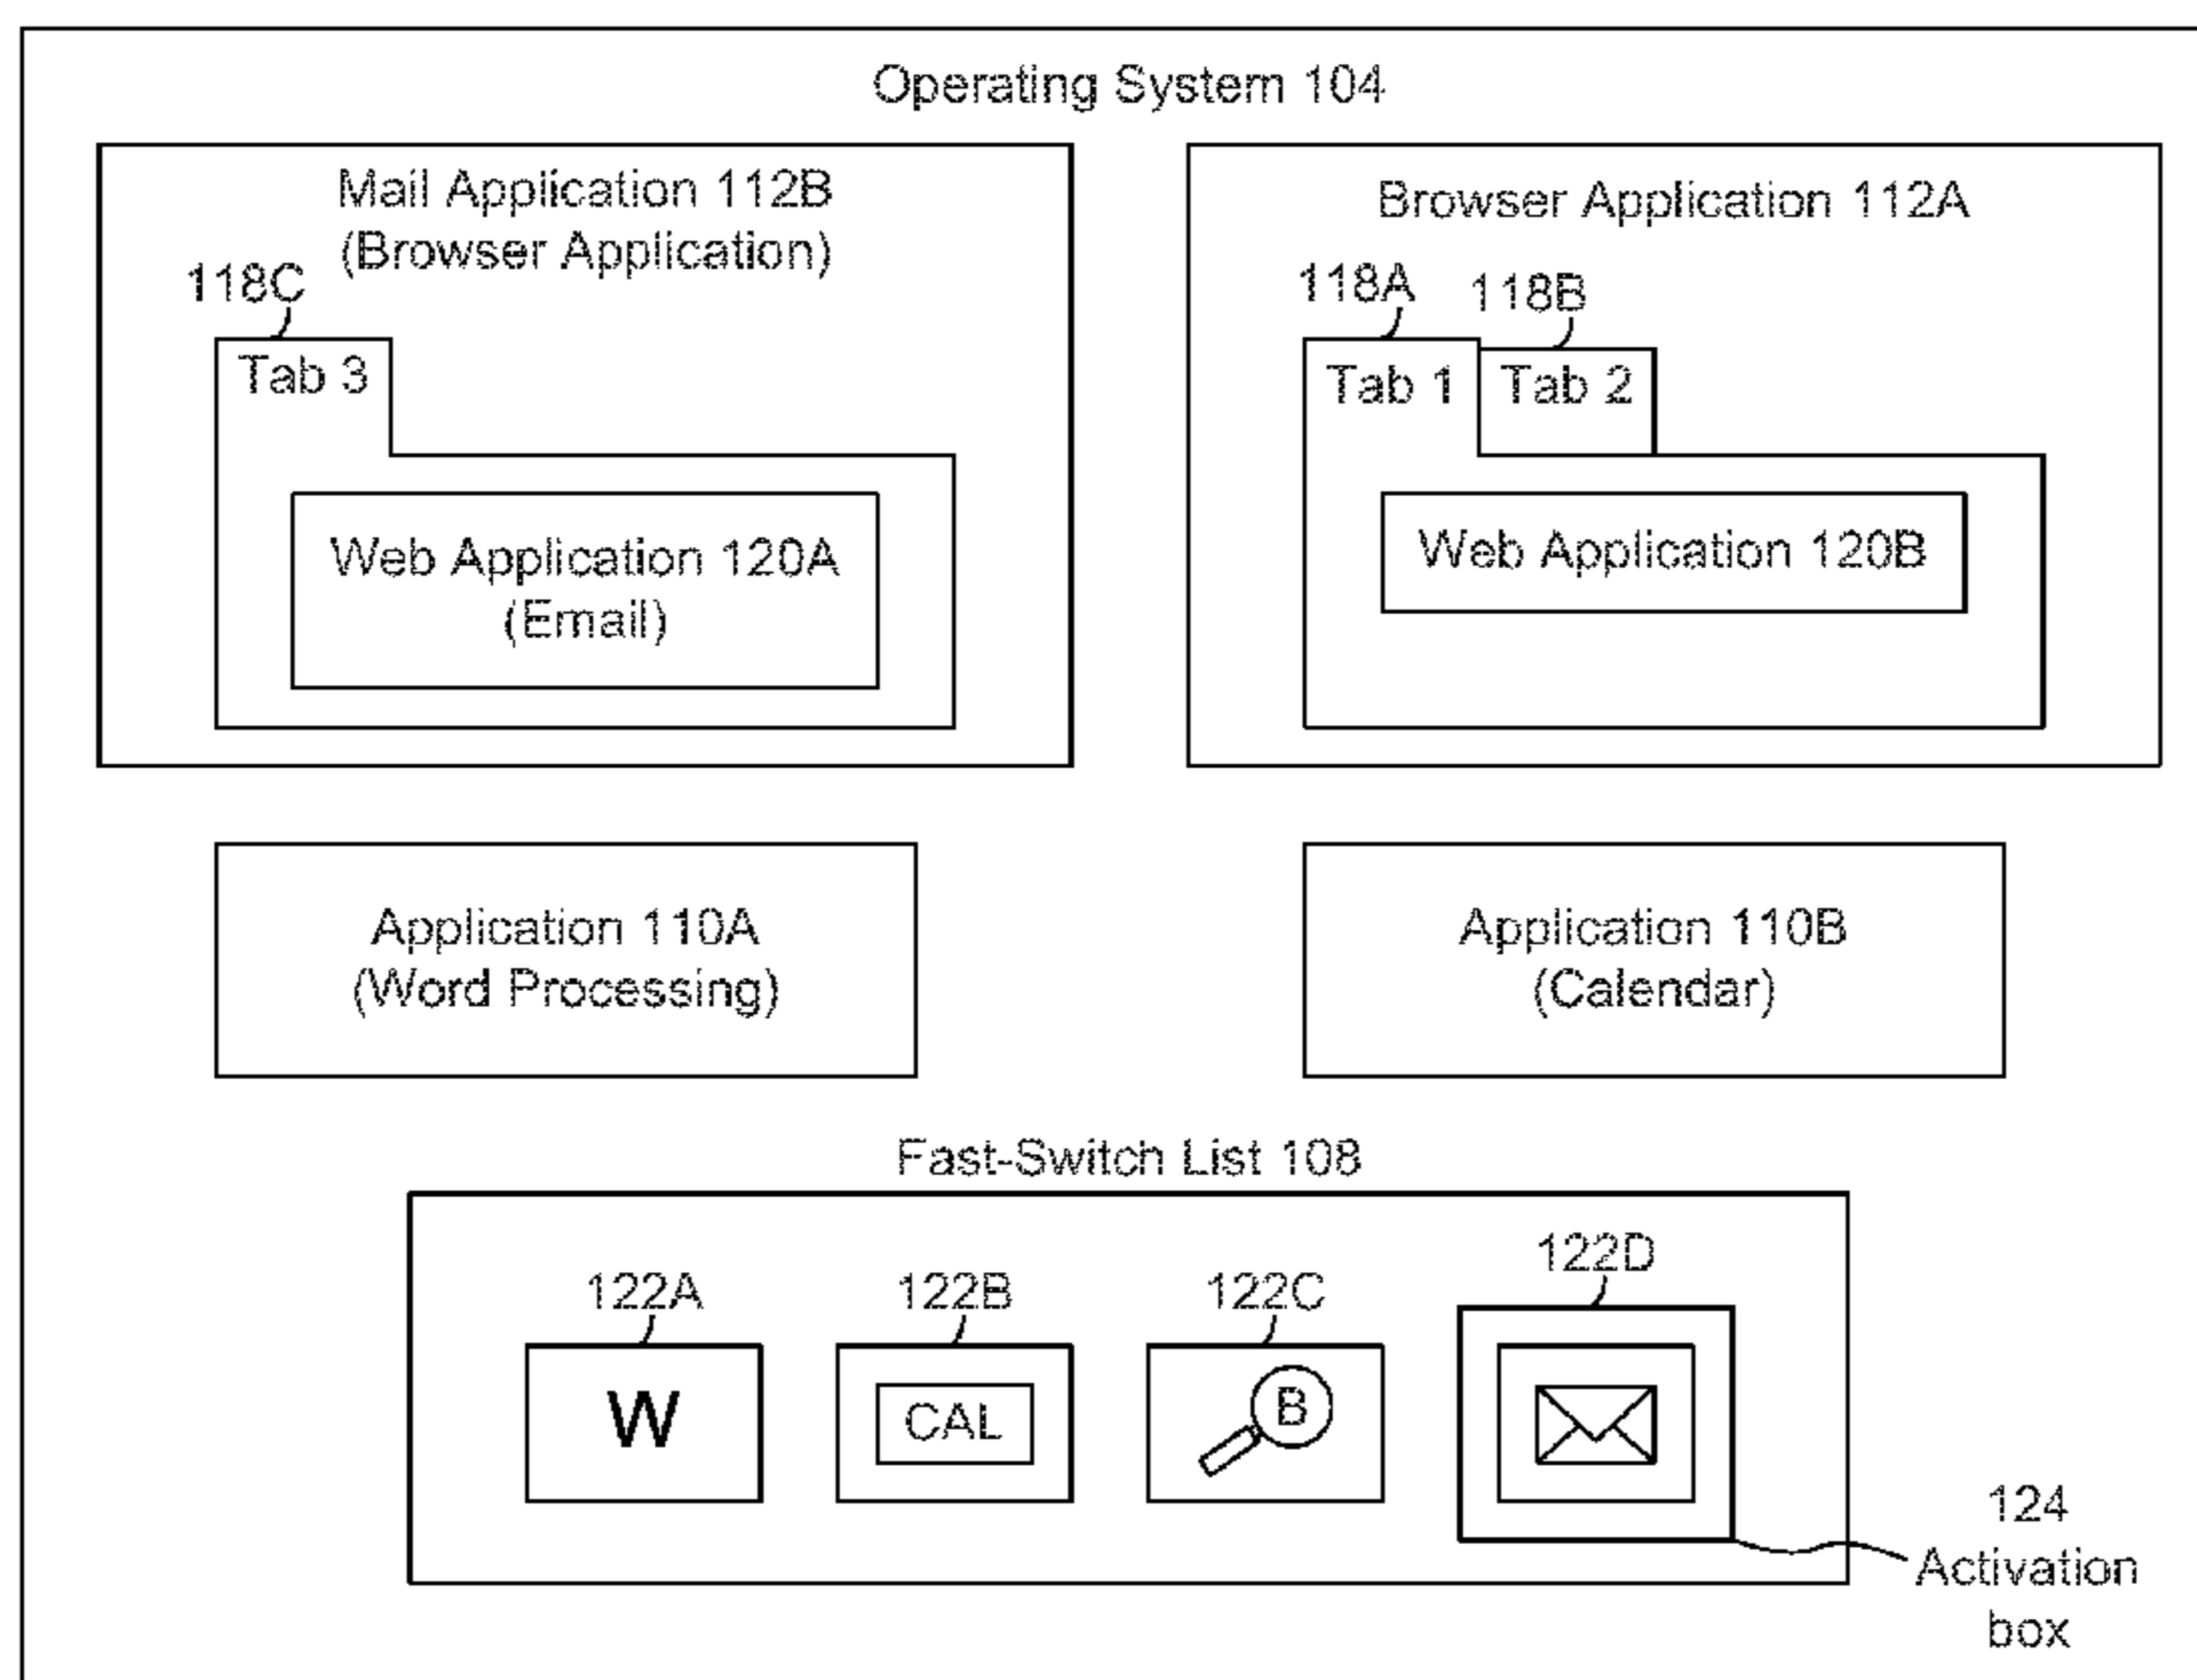 Operating System 104
Mail Application 112B
(Browser Application)
118C
Tab 3
Web Application 120A
(Email)
Browser Application 112A
118A
118B
Tab 1
Tab 2
Web Application 120B
Application 110A
(Word Processing)
Application 110B
(Calendar)
Fast-Switch List 108
122A
122B
122C
122D
W
CAL
B
124
Activation
box